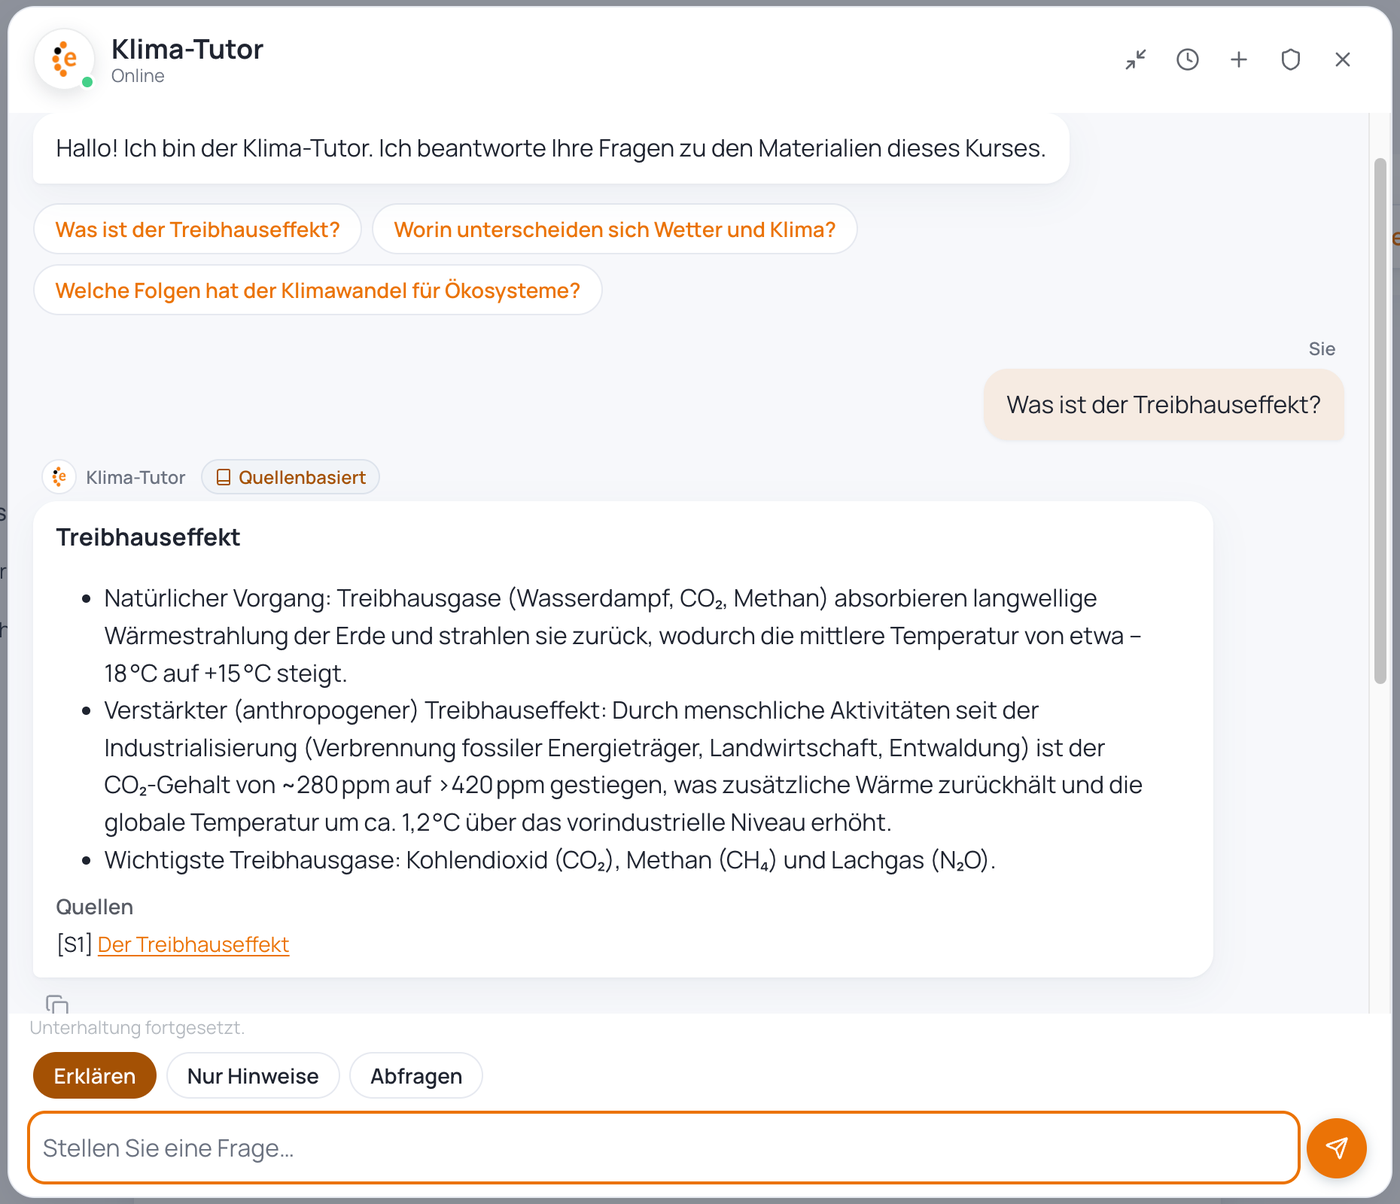 Klima-Tutor
Online
Hallo! Ich bin der Klima-Tutor. Ich beantworte Ihre Fragen zu den Materialien dieses Kurses.
Was ist der Treibhauseffekt?
Worin unterscheiden sich Wetter und Klima?
Welche Folgen hat der Klimawandel für Ökosysteme?
Sie
Was ist der Treibhauseffekt?
Klima-Tutor
Quellenbasiert
Treibhauseffekt
• Natürlicher Vorgang: Treibhausgase (Wasserdampf, CO₂, Methan) absorbieren langwellige
Wärmestrahlung der Erde und strahlen sie zurück, wodurch die mittlere Temperatur von etwa –
18 °C auf +15 °C steigt.
• Verstärkter (anthropogener) Treibhauseffekt: Durch menschliche Aktivitäten seit der
Industrialisierung (Verbrennung fossiler Energieträger, Landwirtschaft, Entwaldung) ist der
CO₂-Gehalt von ~280 ppm auf >420 ppm gestiegen, was zusätzliche Wärme zurückhält und die
globale Temperatur um ca. 1,2 °C über das vorindustrielle Niveau erhöht.
• Wichtigste Treibhausgase: Kohlendioxid (CO₂), Methan (CH₄) und Lachgas (N₂O).
Quellen
[S1] Der Treibhauseffekt
Unterhaltung fortgesetzt.
Erklären
Nur Hinweise
Abfragen
Stellen Sie eine Frage...